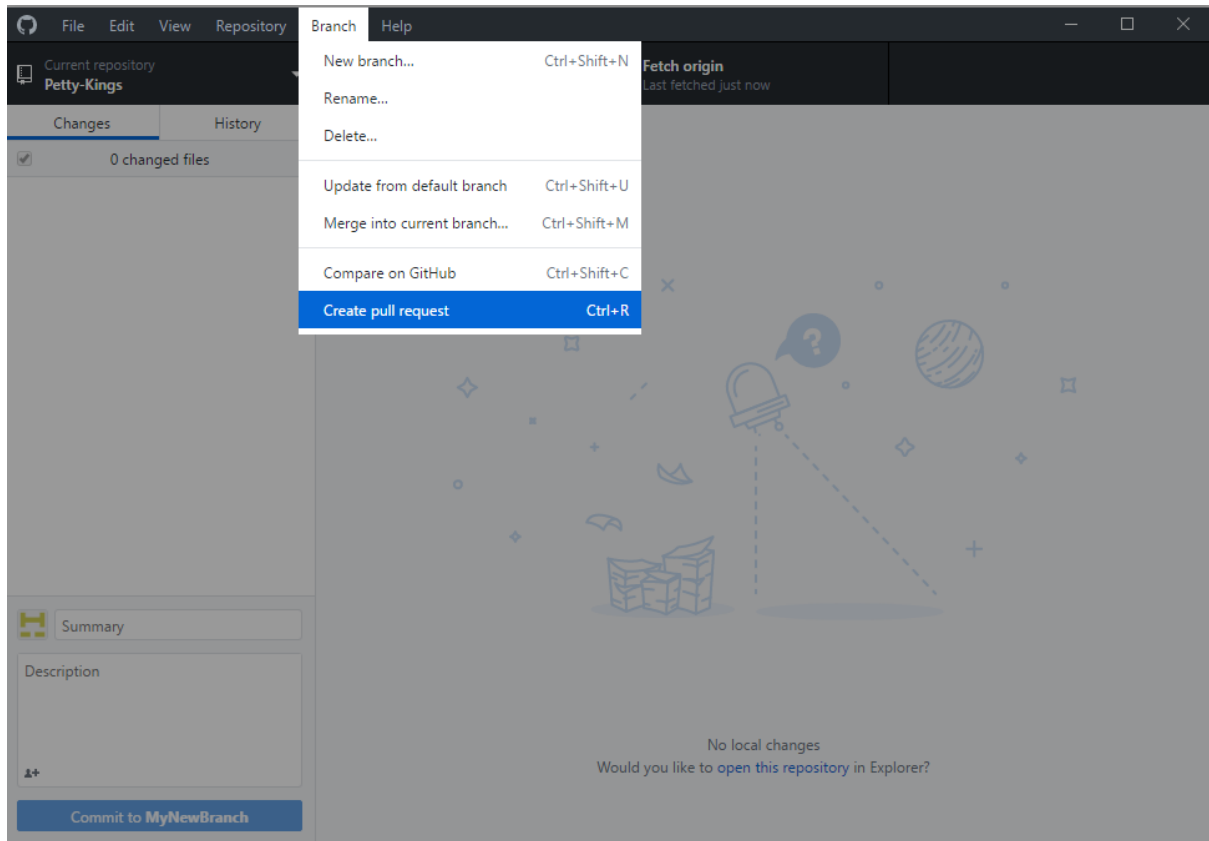 File Edit View Repository Branch Help
Current repository
Petty-Kings
Fetch origin
Last fetched just now
Changes History
0 changed files
New branch... Ctrl+Shift+N
Rename...
Delete...
Update from default branch Ctrl+Shift+U
Merge into current branch... Ctrl+Shift+M
Compare on GitHub Ctrl+Shift+C
Create pull request Ctrl+R
?
Summary
Description
Commit to MyNewBranch
No local changes
Would you like to open this repository in Explorer?